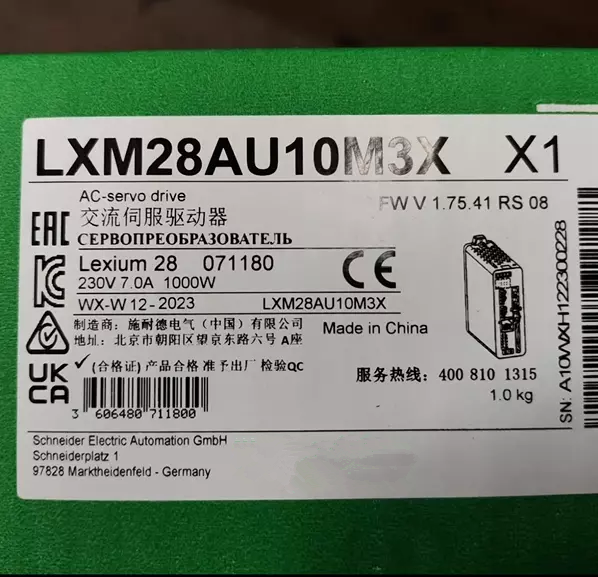 LXM28AU10M3X X1
AC-servo drive
FW V 1.75.41 RS 08
交流伺服驱动器
EAC СЕРВОПРЕОБРАЗОВАТЕЛЬ
Lexium 28 071180
CE
230V 7.0A 1000W
WX-W 12 - 2023 LXM28AU10M3X
制造商: 施耐德电气（中国）有限公司
Made in China
地址: 北京市朝阳区望京东路六号 A座
UK
CA
✓(合格证) 产品合格 准予出厂 检验QC
服务热线: 400 810 1315
1.0 kg
3 606480 711800
SN: A10WXH122300228
Schneider Electric Automation GmbH
Schneiderplatz 1
97828 Marktheidenfeld - Germany